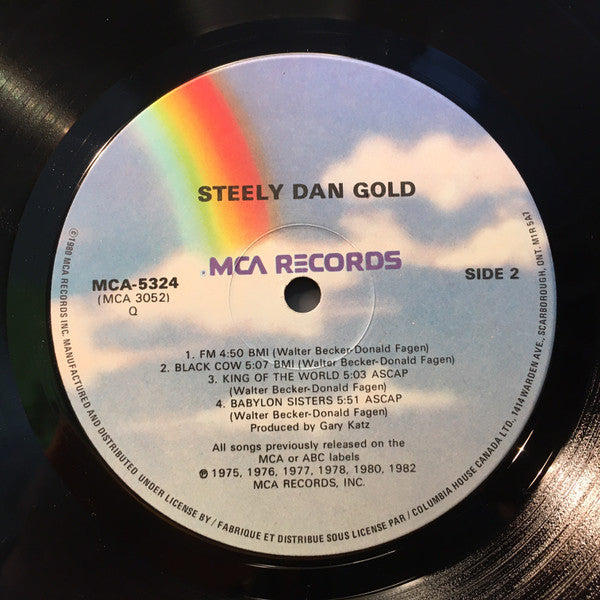 STEELY DAN GOLD
MCA RECORDS
MCA-5324
(MCA 3052)
Q
SIDE 2
1. FM 4:50 BMI (Walter Becker-Donald Fagen)
2. BLACK COW 5:07 BMI (Walter Becker-Donald Fagen)
3. KING OF THE WORLD 5:03 ASCAP
(Walter Becker-Donald Fagen)
4. BABYLON SISTERS 5:51 ASCAP
(Walter Becker-Donald Fagen)
Produced by Gary Katz
All songs previously released on the
MCA or ABC labels
℗ 1975, 1976, 1977, 1978, 1980, 1982
MCA RECORDS, INC.
©1980 MCA RECORDS INC. MANUFACTURED AND DISTRIBUTED UNDER LICENSE BY / FABRIQUE ET DISTRIBUE SOUS LICENSE PAR / COLUMBIA HOUSE CANADA LTD. 1414 WARDEN AVE., SCARBOROUGH, ONT. M1R 5A7